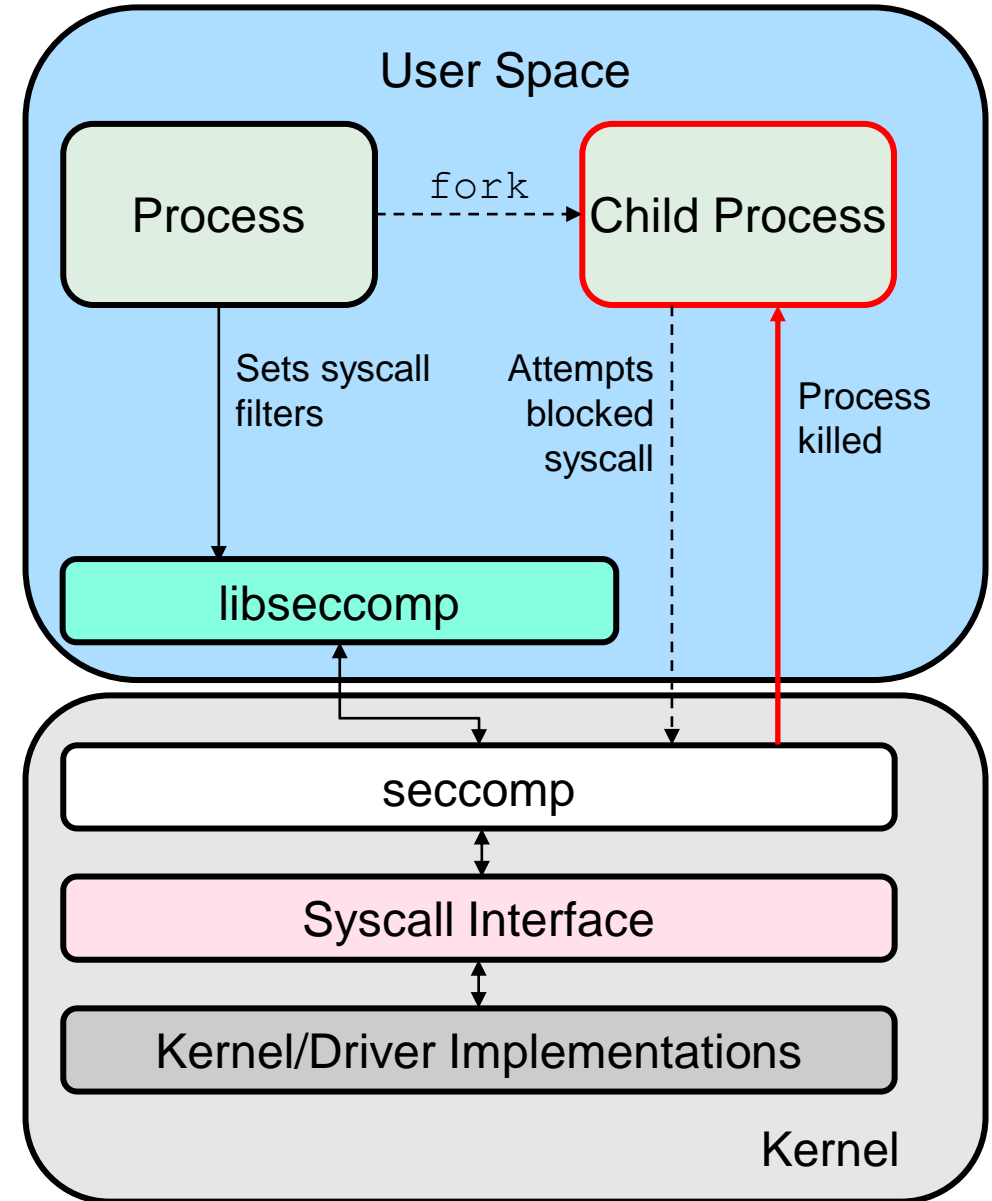 User Space
Process
fork
Child Process
Sets syscall
filters
Attempts
blocked
syscall
Process
killed
libseccomp
seccomp
Syscall Interface
Kernel/Driver Implementations
Kernel